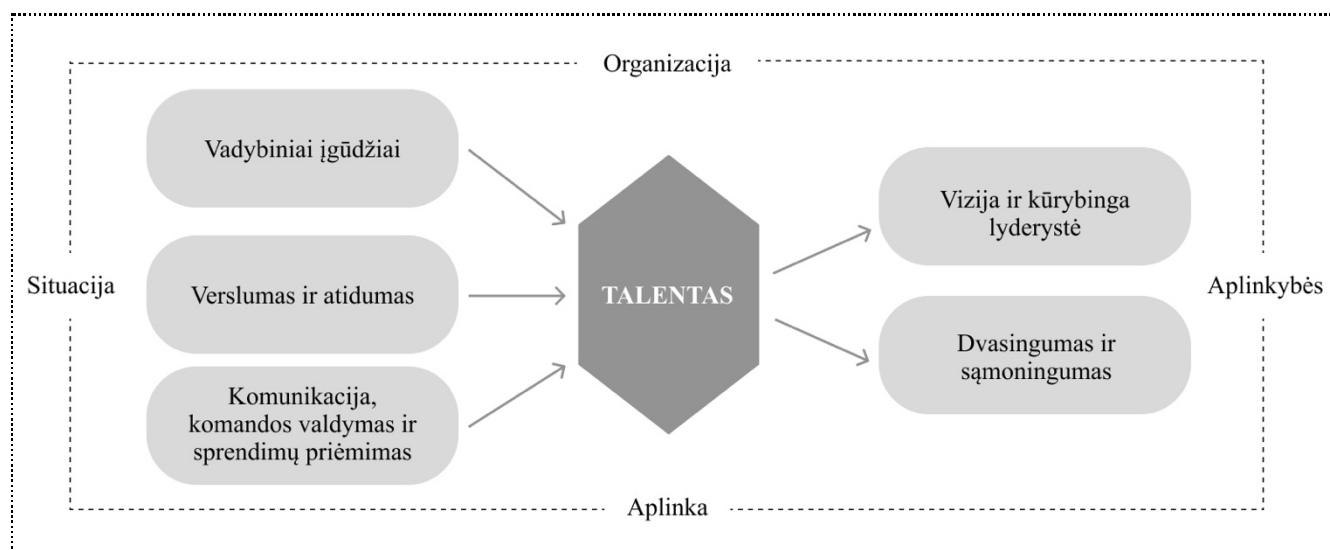 Organizacija
Vadybiniai įgūdžiai
Vizija ir kūrybinga
lyderystė
Situacija
Verslumas ir atidumas
TALENTAS
Aplinkybės
Dvasingumas ir
sąmoningumas
Komunikacija,
komandos valdymas ir
sprendimų priėmimas
Aplinka